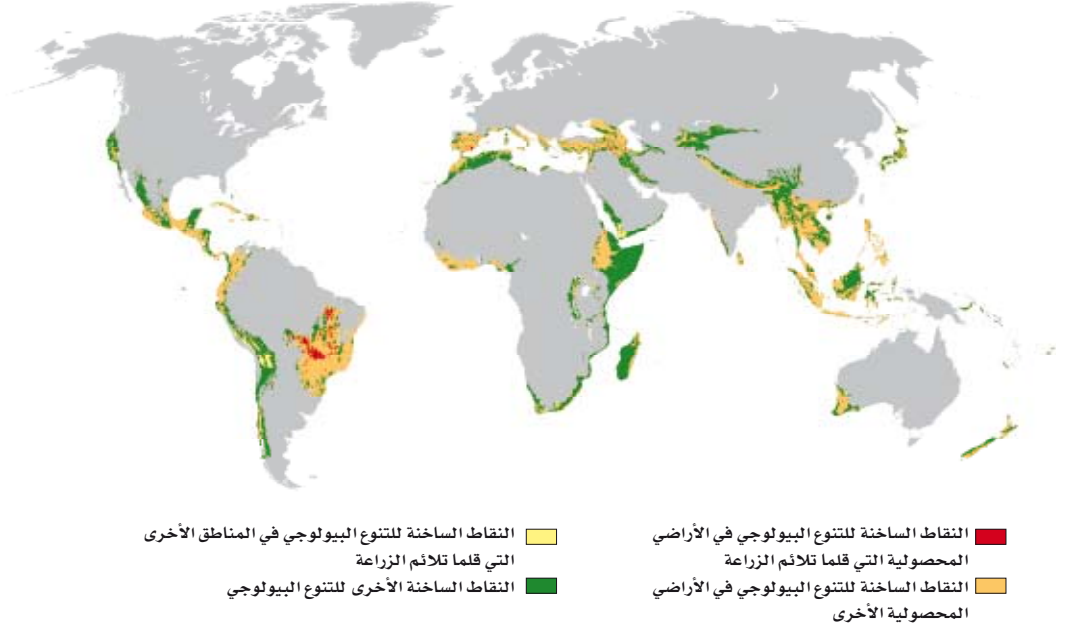 النقاط الساخنة للتنوع البيولوجي في الأراضي
المحصولية التي قلما تلائم الزراعة
النقاط الساخنة للتنوع البيولوجي في الأراضي
المحصولية الأخرى
النقاط الساخنة للتنوع البيولوجي في المناطق الأخرى
التي قلما تلائم الزراعة
النقاط الساخنة الأخرى للتنوع البيولوجي